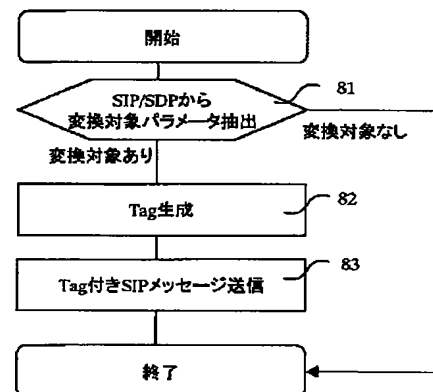 開始
SIP/SDPから
変換対象パラメータ抽出
81
変換対象なし
変換対象あり
Tag生成
82
Tag付きSIPメッセージ送信
83
終了